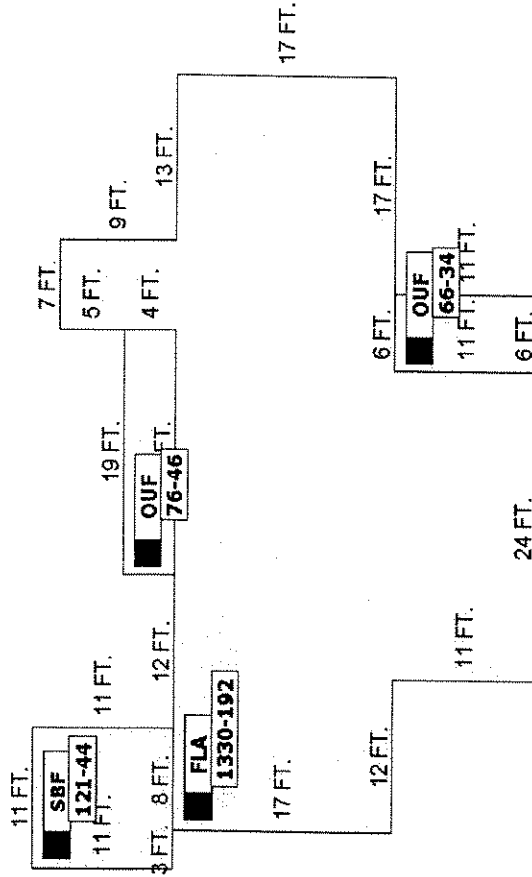 17 FT.
7 FT.
9 FT.
13 FT.
5 FT.
4 FT.
19 FT.
FT.
OUF
76-46
17 FT.
6 FT.
OUF
66-34
11 FT.
11 FT.
6 FT.
11 FT.
11 FT.
SBF
121-44
11 FT.
8 FT.
3 FT.
12 FT.
FLA
1330-192
17 FT.
12 FT.
11 FT.
24 FT.